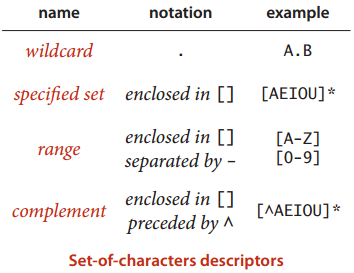 name notation example
wildcard . A.B
specified set enclosed in [] [AEIOU]*
range enclosed in [] separated by – [A-Z] [0-9]
complement enclosed in [] preceded by ^ [^AEIOU]*
Set-of-characters descriptors